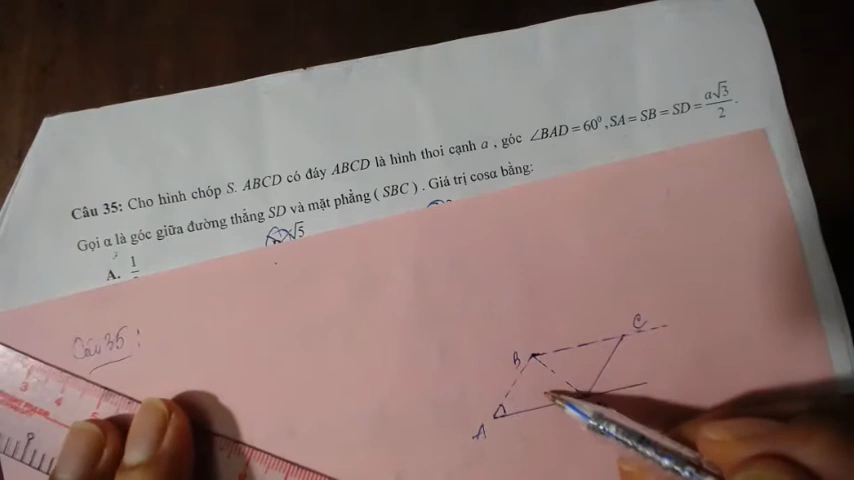 Câu 35: Cho hình chóp S. ABCD có đáy ABCD là hình thoi cạnh a , góc ∠BAD = 60⁰, SA = SB = SD = a√3/2 .
Gọi α là góc giữa đường thẳng SD và mặt phẳng ( SBC ) . Giá trị cosα bằng:
A. 1
√5
Câu 35 :
B
C
A